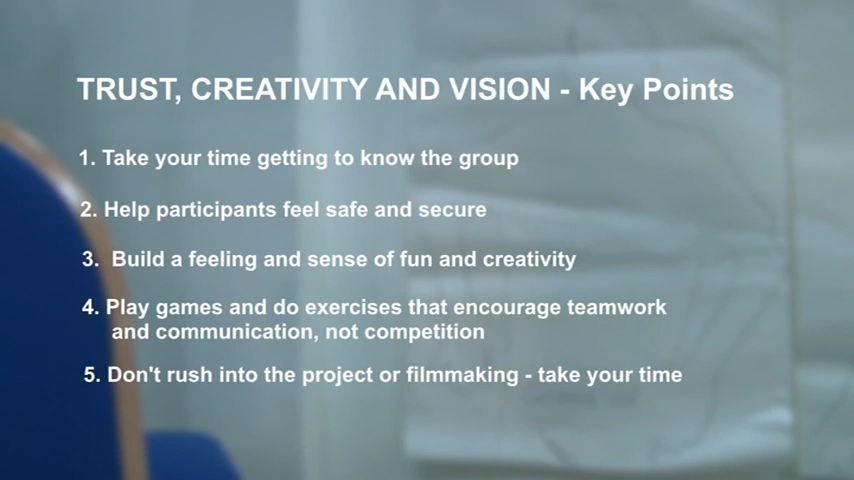 TRUST, CREATIVITY AND VISION - Key Points
1. Take your time getting to know the group
2. Help participants feel safe and secure
3. Build a feeling and sense of fun and creativity
4. Play games and do exercises that encourage teamwork
and communication, not competition
5. Don't rush into the project or filmmaking - take your time